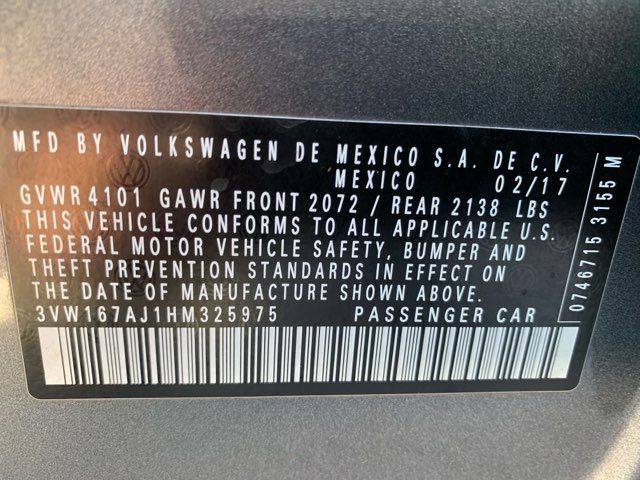 MFD BY VOLKSWAGEN DE MEXICO S.A. DE C.V.
MEXICO 02/17
GVWR 4101 GAWR FRONT 2072 / REAR 2138 LBS
THIS VEHICLE CONFORMS TO ALL APPLICABLE U.S.
FEDERAL MOTOR VEHICLE SAFETY, BUMPER AND
THEFT PREVENTION STANDARDS IN EFFECT ON
THE DATE OF MANUFACTURE SHOWN ABOVE.
3VW167AJ1HM325975 PASSENGER CAR
0746715 3155 M